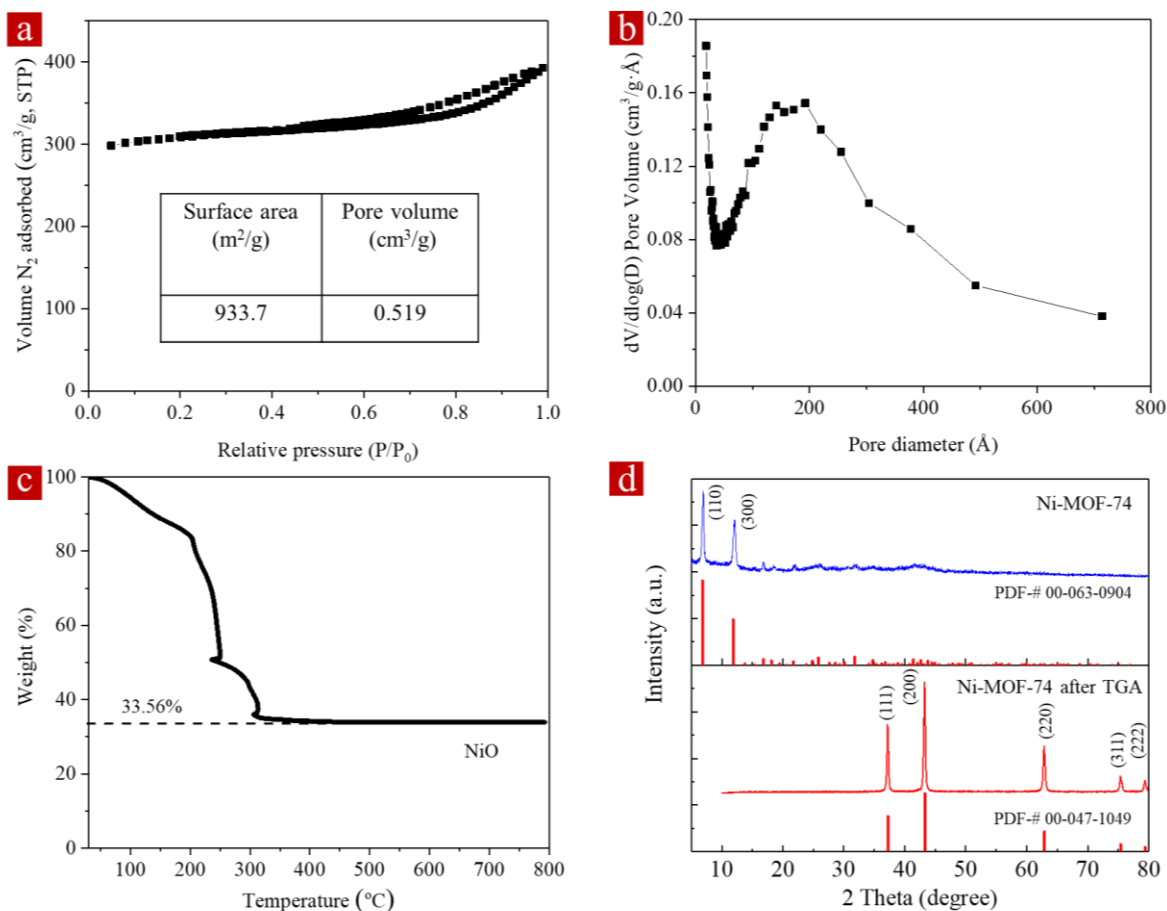 a
Volume N₂ adsorbed (cm³/g, STP)
400
300
200
100
0
Surface area (m²/g)
Pore volume (cm³/g)
933.7
0.519
0.0 0.2 0.4 0.6 0.8 1.0
Relative pressure (P/P₀)
b
dV/dlog(D) Pore Volume (cm³/g·Å)
0.20
0.16
0.12
0.08
0.04
0.00
0 200 400 600 800
Pore diameter (Å)
c
Weight (%)
100
80
60
40
20
0
33.56%
NiO
100 200 300 400 500 600 700 800
Temperature (ºC)
d
Intensity (a.u.)
(110)
(300)
Ni-MOF-74
PDF-# 00-063-0904
Ni-MOF-74 after TGA
(111)
(200)
(220)
(311)
(222)
PDF-# 00-047-1049
10 20 30 40 50 60 70 80
2 Theta (degree)